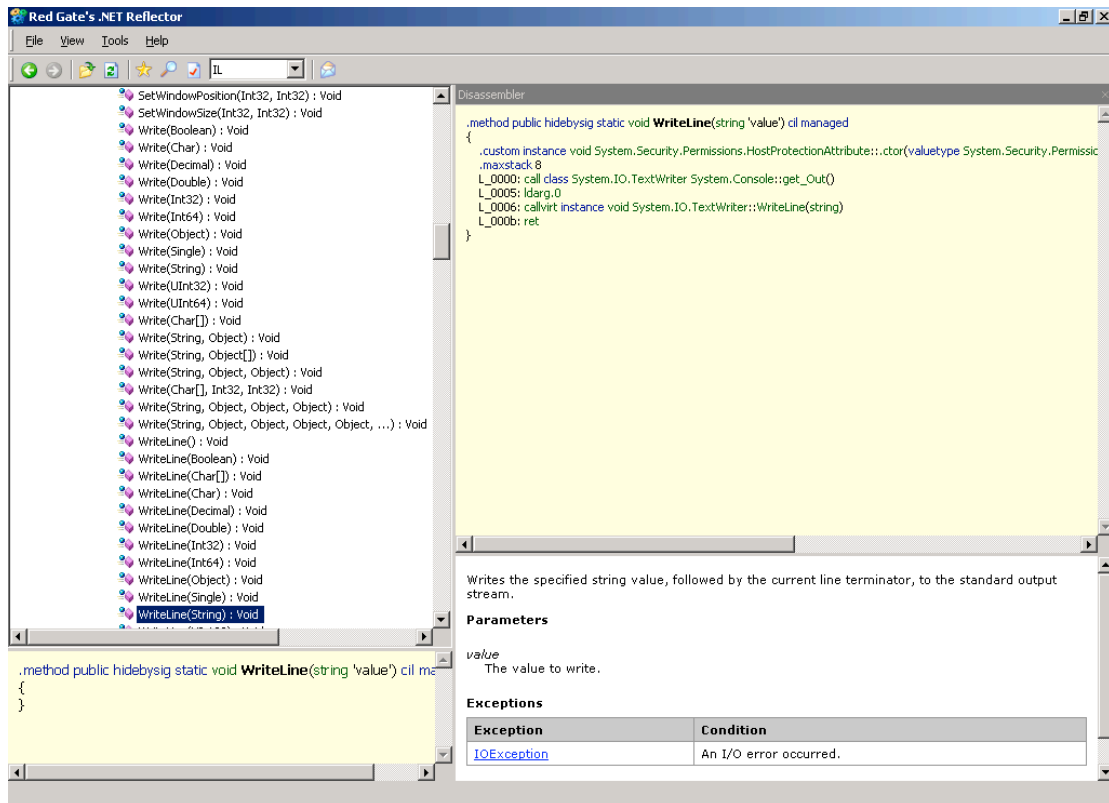 Red Gate's .NET Reflector
File View Tools Help
IL
SetWindowPosition(Int32, Int32) : Void
SetWindowSize(Int32, Int32) : Void
Write(Boolean) : Void
Write(Char) : Void
Write(Decimal) : Void
Write(Double) : Void
Write(Int32) : Void
Write(Int64) : Void
Write(Object) : Void
Write(Single) : Void
Write(String) : Void
Write(UInt32) : Void
Write(UInt64) : Void
Write(Char[]) : Void
Write(String, Object) : Void
Write(String, Object[]) : Void
Write(String, Object, Object) : Void
Write(Char[], Int32, Int32) : Void
Write(String, Object, Object, Object) : Void
Write(String, Object, Object, Object, Object, ...) : Void
WriteLine() : Void
WriteLine(Boolean) : Void
WriteLine(Char[]) : Void
WriteLine(Char) : Void
WriteLine(Decimal) : Void
WriteLine(Double) : Void
WriteLine(Int32) : Void
WriteLine(Int64) : Void
WriteLine(Object) : Void
WriteLine(Single) : Void
WriteLine(String) : Void
.method public hidebysig static void WriteLine(string 'value') cil ma
{
}
Disassembler
.method public hidebysig static void WriteLine(string 'value') cil managed
{
.custom instance void System.Security.Permissions.HostProtectionAttribute::.ctor(valuetype System.Security.Permissic
.maxstack 8
L_0000: call class System.IO.TextWriter System.Console::get_Out()
L_0005: ldarg.0
L_0006: callvirt instance void System.IO.TextWriter::WriteLine(string)
L_000b: ret
}
Writes the specified string value, followed by the current line terminator, to the standard output
stream.
Parameters
value
The value to write.
Exceptions
Exception Condition
IOException An I/O error occurred.